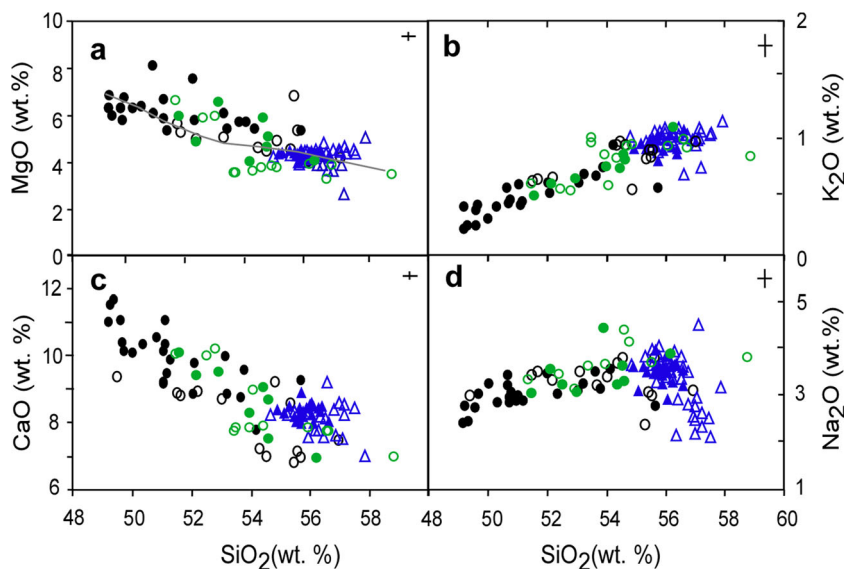 10
8
6
4
2
0
MgO (wt.%)
a
b
2
1
0
K2O (wt.%)
12
10
8
6
CaO (wt. %)
c
d
5
3
1
Na2O (wt. %)
48 50 52 54 56 58
48 50 52 54 56 58 60
SiO2(wt. %)
SiO2(wt. %)